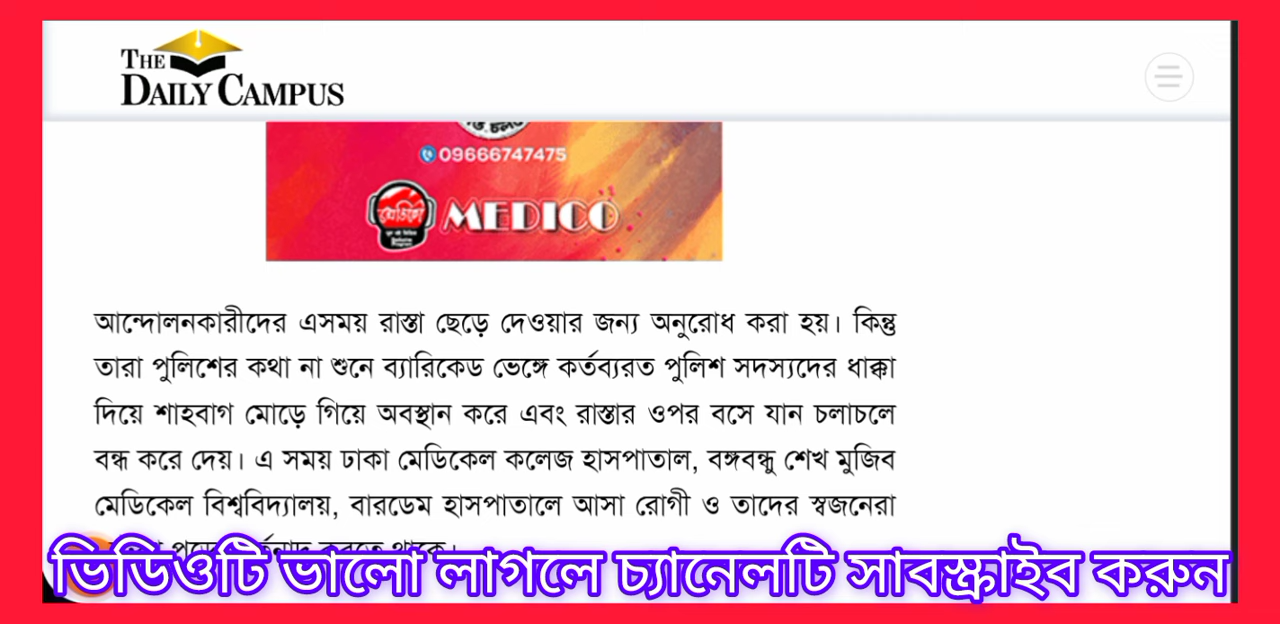 THE
DAILY CAMPUS
09666747475
MEDICO
আন্দোলনকারীদের এসময় রাস্তা ছেড়ে দেওয়ার জন্য অনুরোধ করা হয়। কিন্তু
তারা পুলিশের কথা না শুনে ব্যারিকেড ভেঙ্গে কর্তব্যরত পুলিশ সদস্যদের ধাক্কা
দিয়ে শাহবাগ মোড়ে গিয়ে অবস্থান করে এবং রাস্তার ওপর বসে যান চলাচলে
বন্ধ করে দেয়। এ সময় ঢাকা মেডিকেল কলেজ হাসপাতাল, বঙ্গবন্ধু শেখ মুজিব
মেডিকেল বিশ্ববিদ্যালয়, বারডেম হাসপাতালে আসা রোগী ও তাদের স্বজনেরা
করতে থাকে।
ভিডিওটি ভালো লাগলে চ্যানেলটি সাবস্ক্রাইব করুন